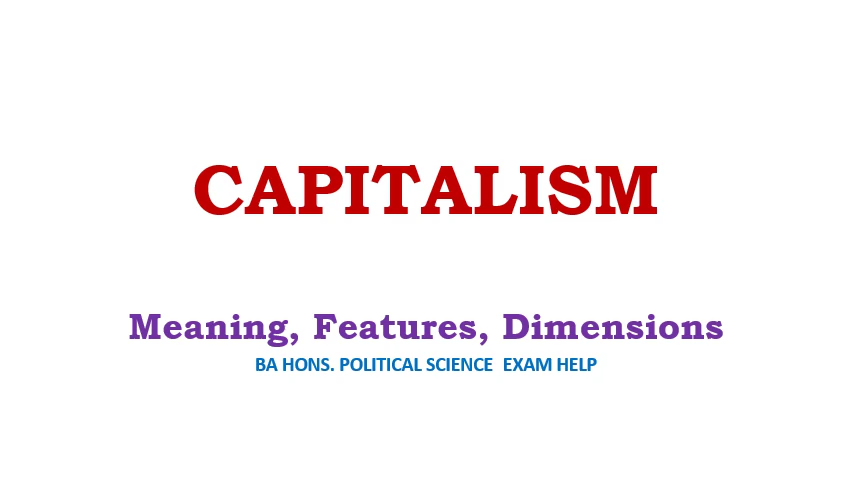 CAPITALISM
Meaning, Features, Dimensions
BA HONS. POLITICAL SCIENCE  EXAM HELP